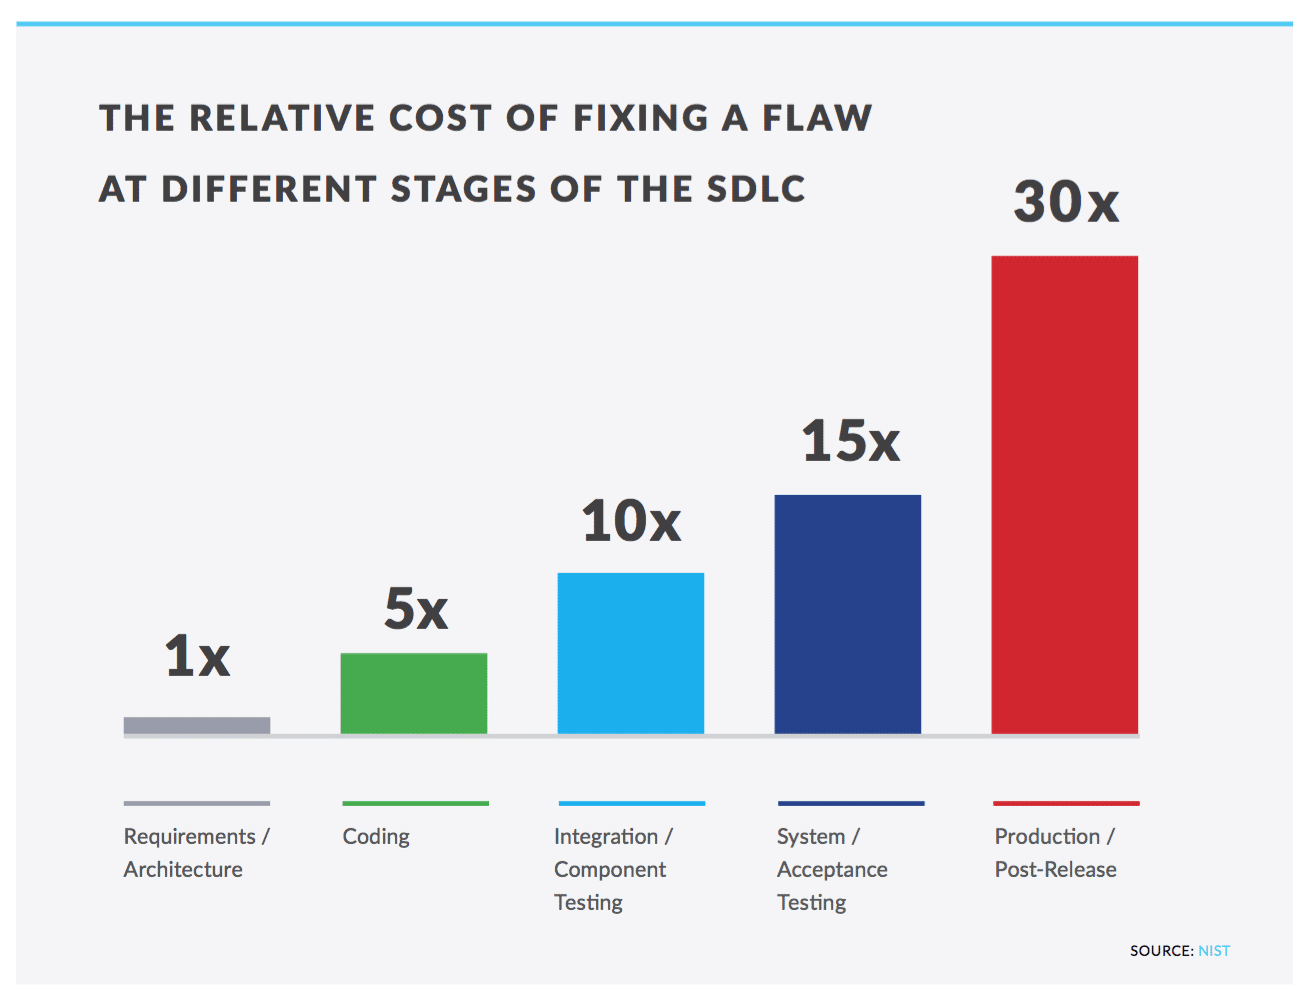 THE RELATIVE COST OF FIXING A FLAW
AT DIFFERENT STAGES OF THE SDLC
1x
5x
10x
15x
30x
Requirements /
Architecture
Coding
Integration /
Component
Testing
System /
Acceptance
Testing
Production /
Post-Release
SOURCE: NIST